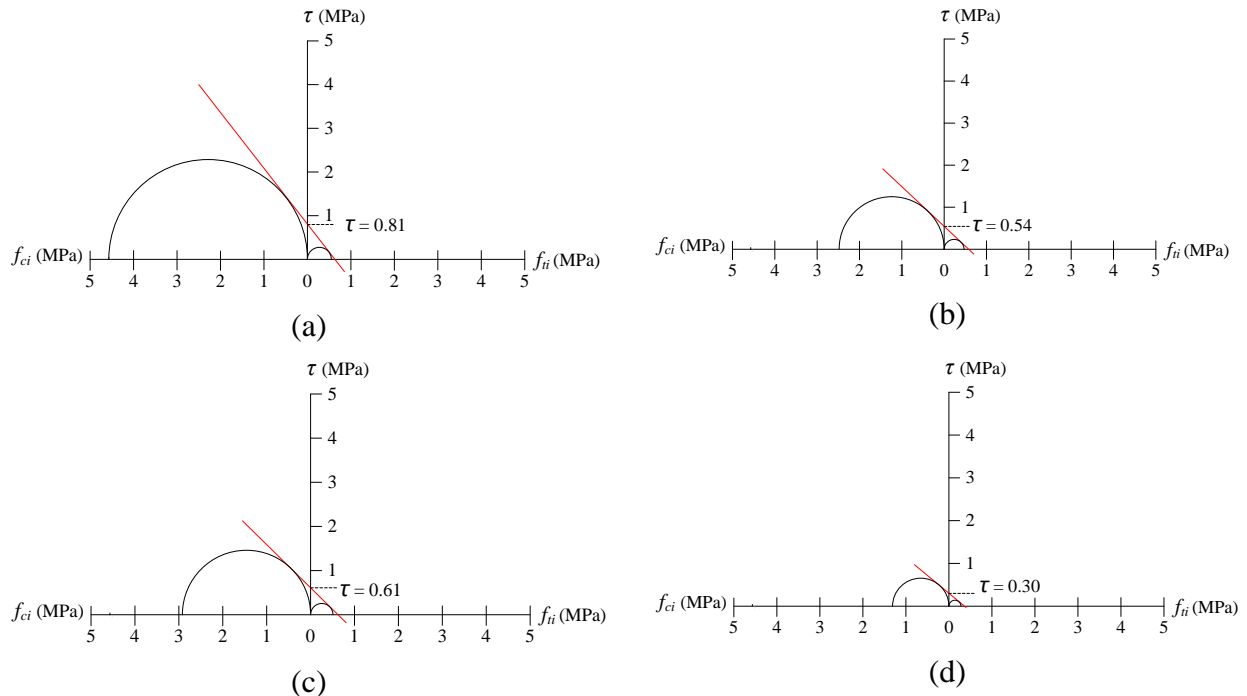 τ (MPa)
5
4
3
2
1
τ = 0.81
f_ci (MPa)
f_ti (MPa)
5 4 3 2 1 0 1 2 3 4 5
(a)
τ (MPa)
5
4
3
2
1
τ = 0.54
f_ci (MPa)
f_ti (MPa)
5 4 3 2 1 0 1 2 3 4 5
(b)
τ (MPa)
5
4
3
2
1
τ = 0.61
f_ci (MPa)
f_ti (MPa)
5 4 3 2 1 0 1 2 3 4 5
(c)
τ (MPa)
5
4
3
2
1
τ = 0.30
f_ci (MPa)
f_ti (MPa)
5 4 3 2 1 0 1 2 3 4 5
(d)